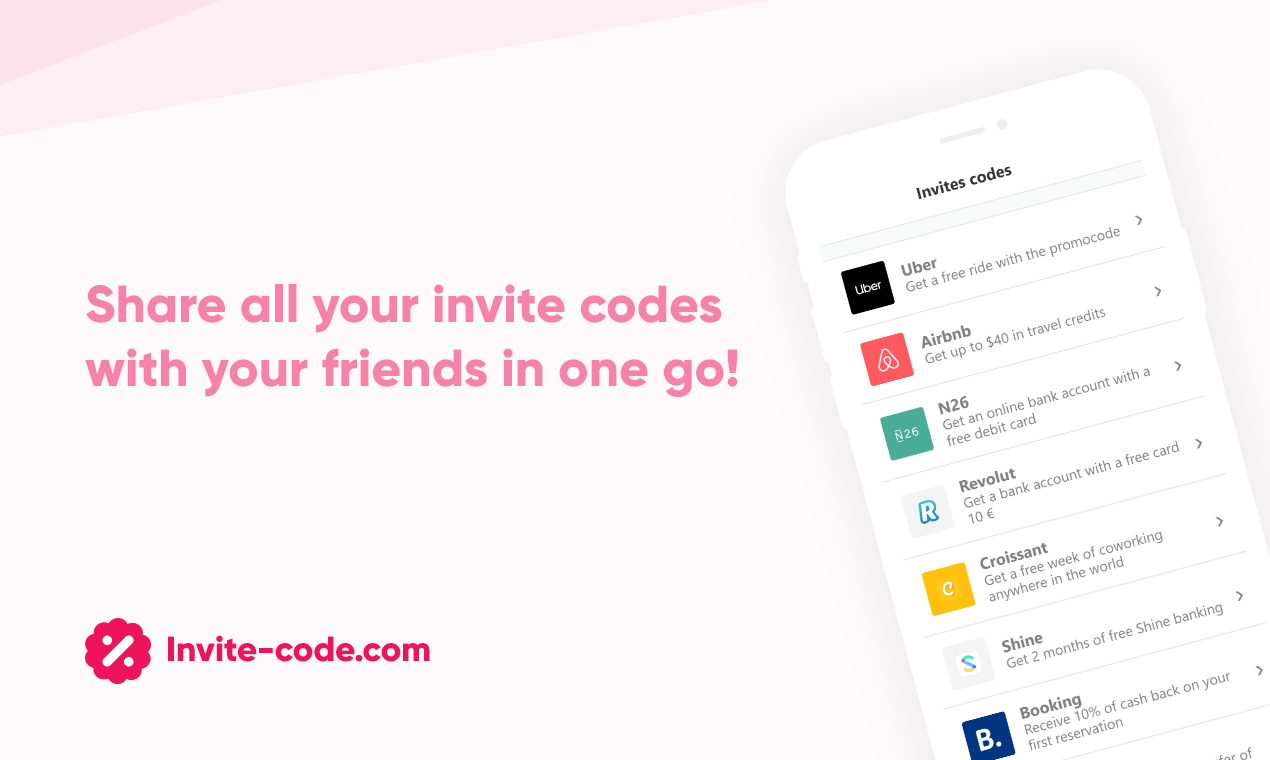 Share all your invite codes
with your friends in one go!
Invite-code.com
Invites codes
Uber
Uber
Get a free ride with the promocode
Airbnb
Get up to $40 in travel credits
N26
N26
Get an online bank account with a
free debit card
R
Revolut
Get a bank account with a free card
10 €
C
Croissant
Get a free week of coworking
anywhere in the world
S
Shine
Get 2 months of free Shine banking
B.
Booking
Receive 10% of cash back on your
first reservation